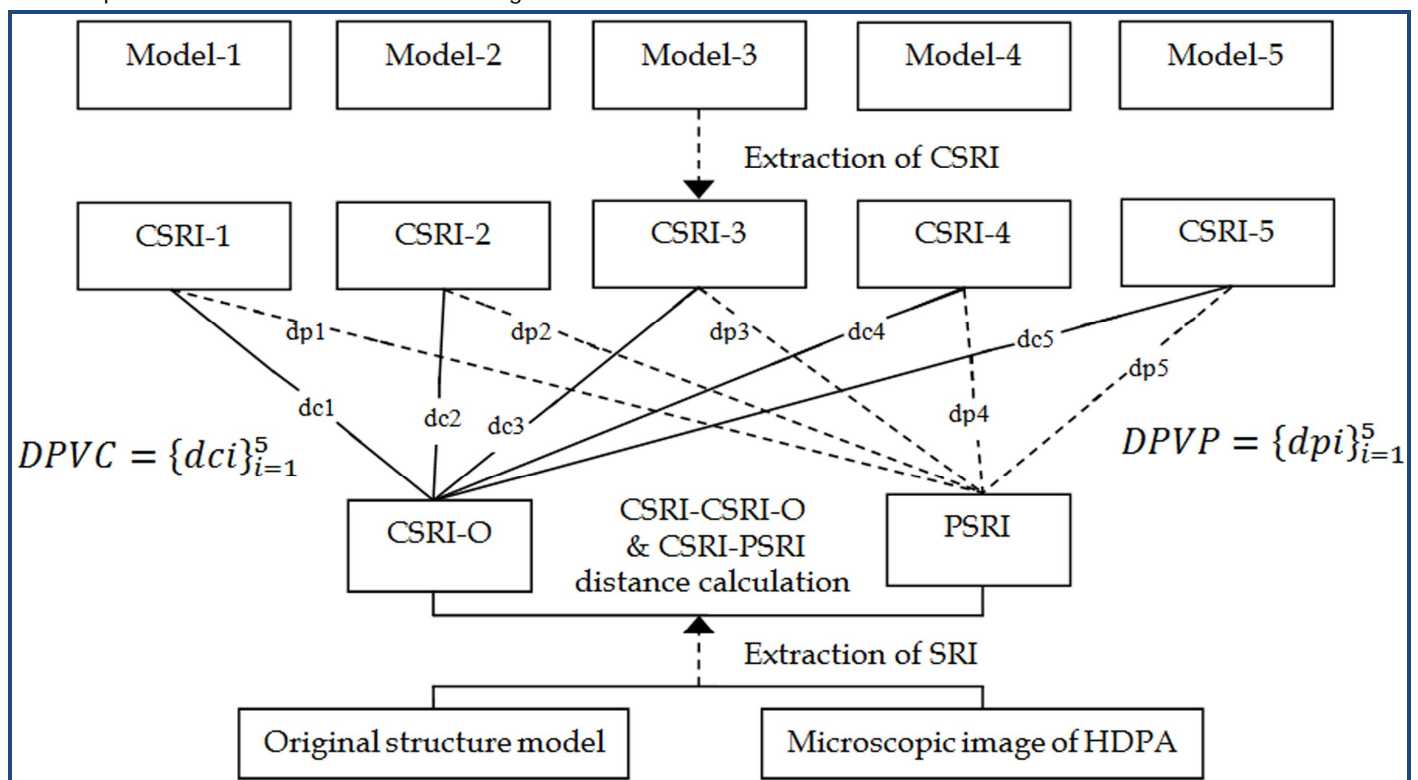 Model-1
Model-2
Model-3
Model-4
Model-5
Extraction of CSRI
CSRI-1
CSRI-2
CSRI-3
CSRI-4
CSRI-5
dp1
dp2
dp3
dc4
dc5
dp5
dc1
dc2
dc3
dp4
DPVC = {dci}⁵ᵢ₌₁
DPVP = {dpi}⁵ᵢ₌₁
CSRI-O
CSRI-CSRI-O
& CSRI-PSRI
distance calculation
PSRI
Extraction of SRI
Original structure model
Microscopic image of HDPA